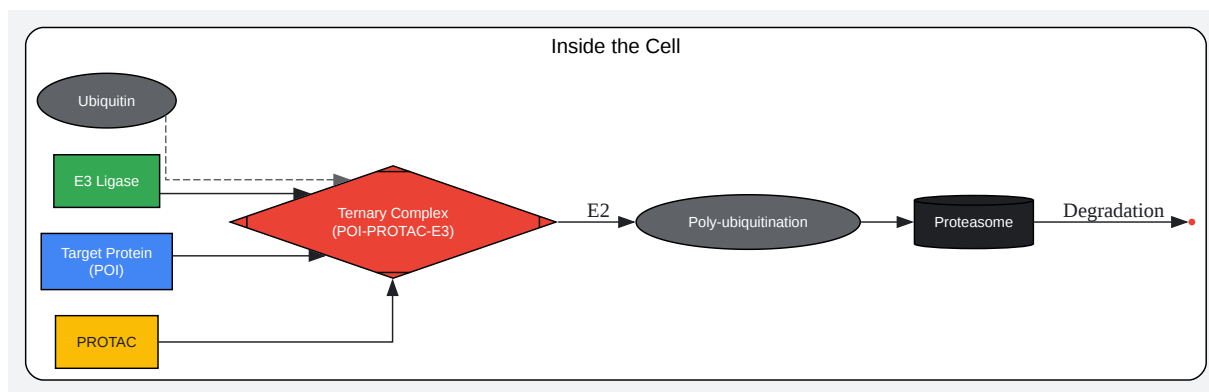 Inside the Cell
Ubiquitin
E3 Ligase
Target Protein
(POI)
PROTAC
Ternary Complex
(POI-PROTAC-E3)
E2
Poly-ubiquitination
Proteasome
Degradation